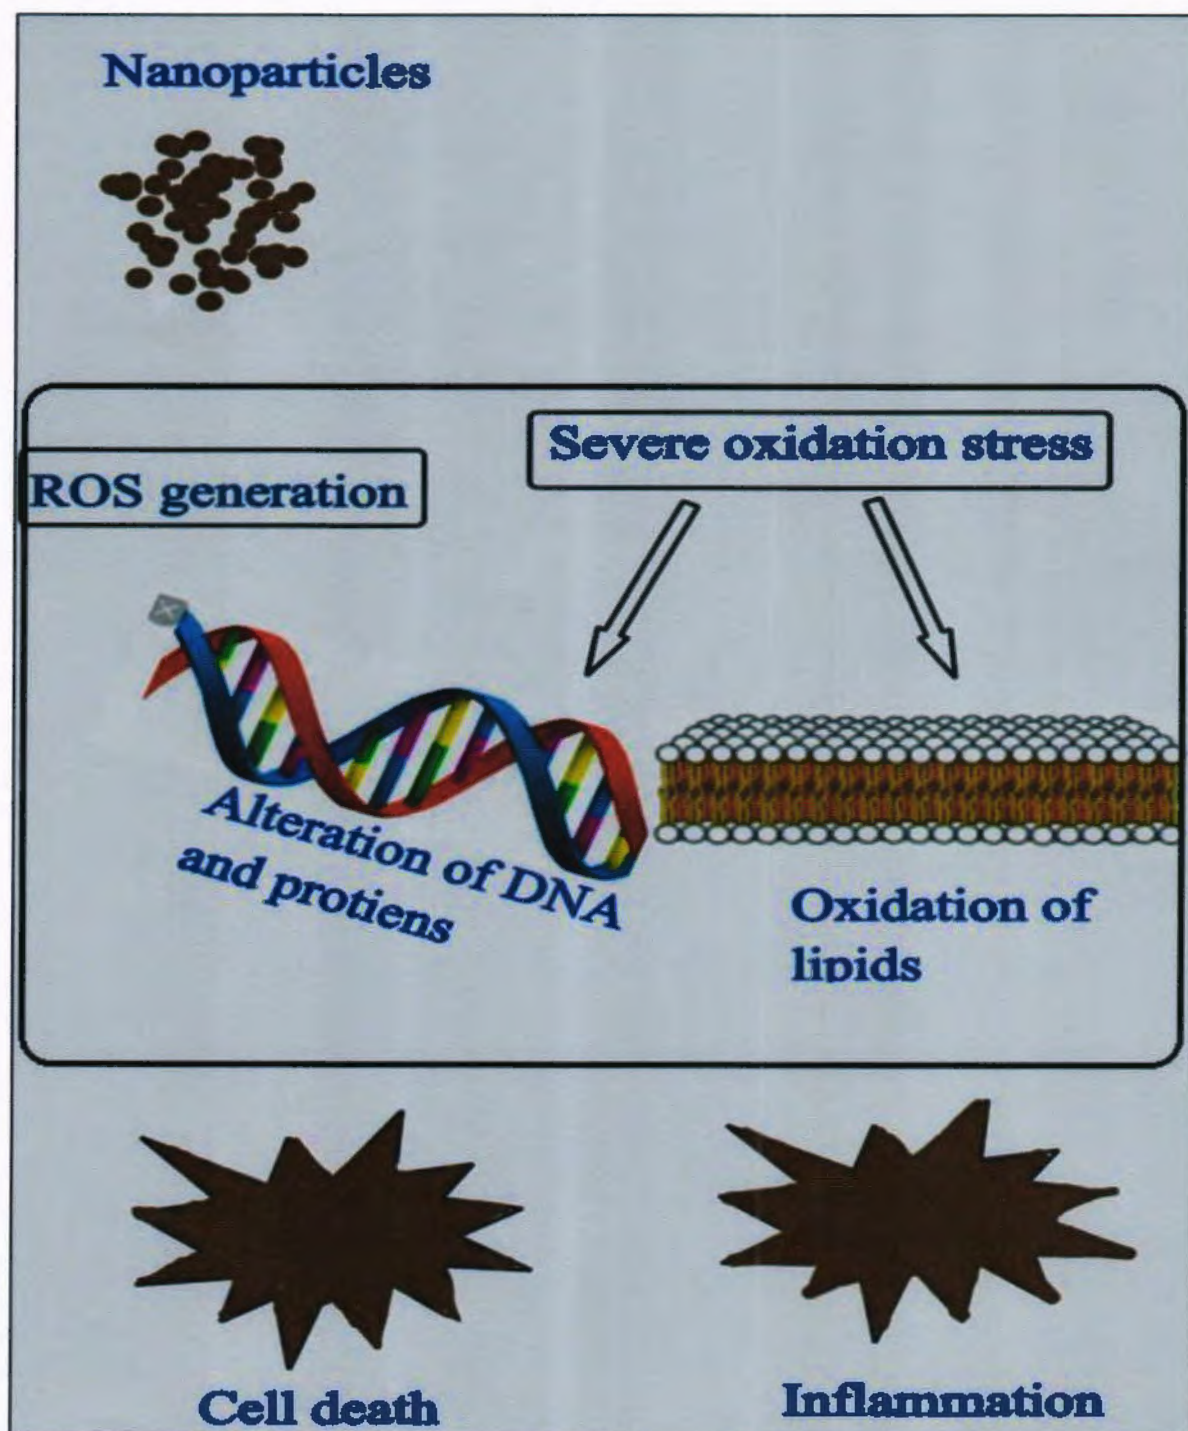 Nanoparticles
Severe oxidation stress
ROS generation
Alteration of DNA
and protiens
Oxidation of
lipids
Cell death
Inflammation